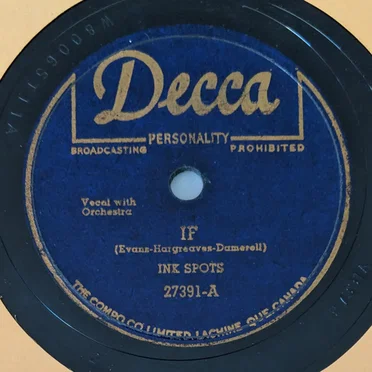 Decca
PERSONALITY
BROADCASTING PROHIBITED
Vocal with
Orchestra
IF
(Evans-Hargreaves-Damerell)
INK SPOTS
27391-A
THE COMPO. CO. LIMITED, LACHINE, QUE. CANADA